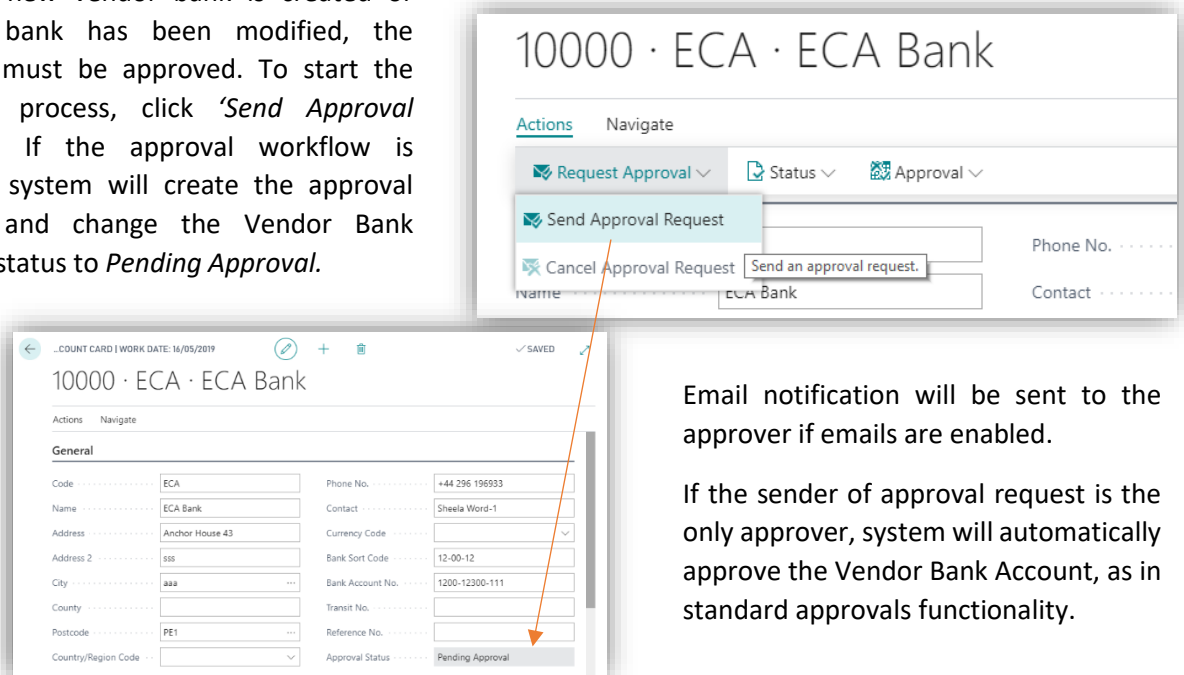 new vendor bank is created or
bank has been modified, the
must be approved. To start the
process, click ‘Send Approval
If the approval workflow is
system will create the approval
and change the Vendor Bank
status to Pending Approval.
10000 · ECA · ECA Bank
Actions Navigate
Request Approval Status Approval
Send Approval Request
Cancel Approval Request Send an approval request.
Phone No.
Name ECA Bank Contact
...COUNT CARD | WORK DATE: 16/05/2019 SAVED
10000 · ECA · ECA Bank
Actions Navigate
General
Code ECA Phone No. +44 296 196933
Name ECA Bank Contact Sheela Word-1
Address Anchor House 43 Currency Code
Address 2 sss Bank Sort Code 12-00-12
City aaa ... Bank Account No. 1200-12300-111
County Transit No.
Postcode PE1 ... Reference No.
Country/Region Code Approval Status Pending Approval
Email notification will be sent to the
approver if emails are enabled.
If the sender of approval request is the
only approver, system will automatically
approve the Vendor Bank Account, as in
standard approvals functionality.